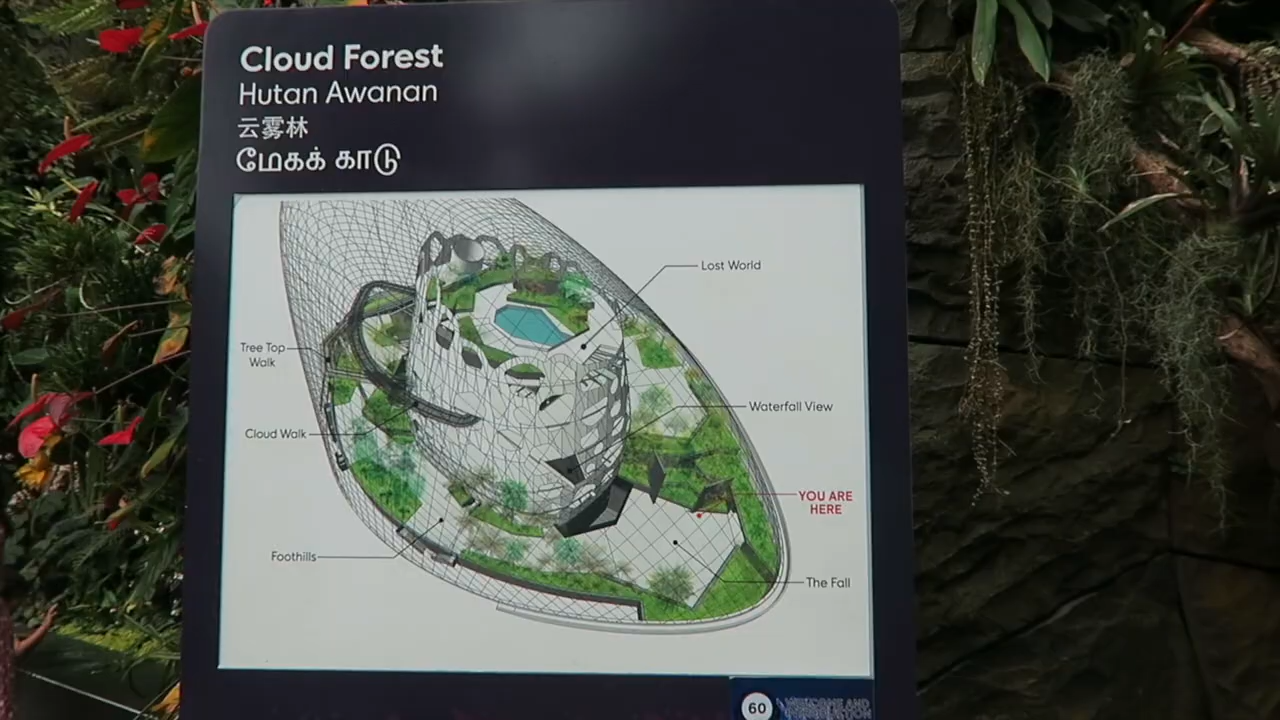 Cloud Forest
Hutan Awanan
云雾林
மேகக் காடு
Lost World
Tree Top
Walk
Waterfall View
Cloud Walk
YOU ARE
HERE
Foothills
The Fall
60